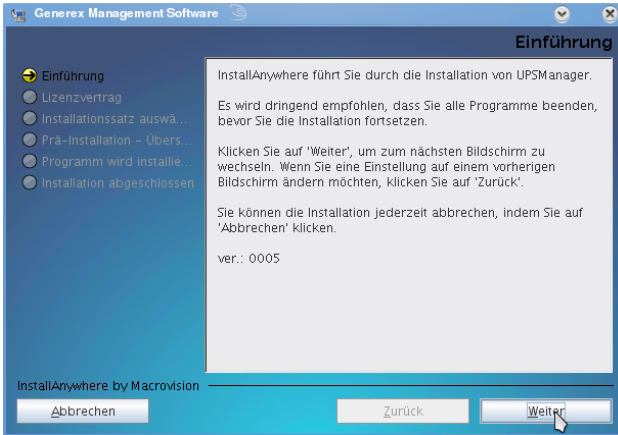 Generex Management Software
Einführung
Einführung
Lizenzvertrag
Installationssatz auswä...
Prä-Installation – Übers...
Programm wird installie...
Installation abgeschlossen
InstallAnywhere führt Sie durch die Installation von UPSManager.
Es wird dringend empfohlen, dass Sie alle Programme beenden,
bevor Sie die Installation fortsetzen.
Klicken Sie auf 'Weiter', um zum nächsten Bildschirm zu
wechseln. Wenn Sie eine Einstellung auf einem vorherigen
Bildschirm ändern möchten, klicken Sie auf 'Zurück'.
Sie können die Installation jederzeit abbrechen, indem Sie auf
'Abbrechen' klicken.
ver.: 0005
InstallAnywhere by Macrovision
Abbrechen
Zurück
Weiter